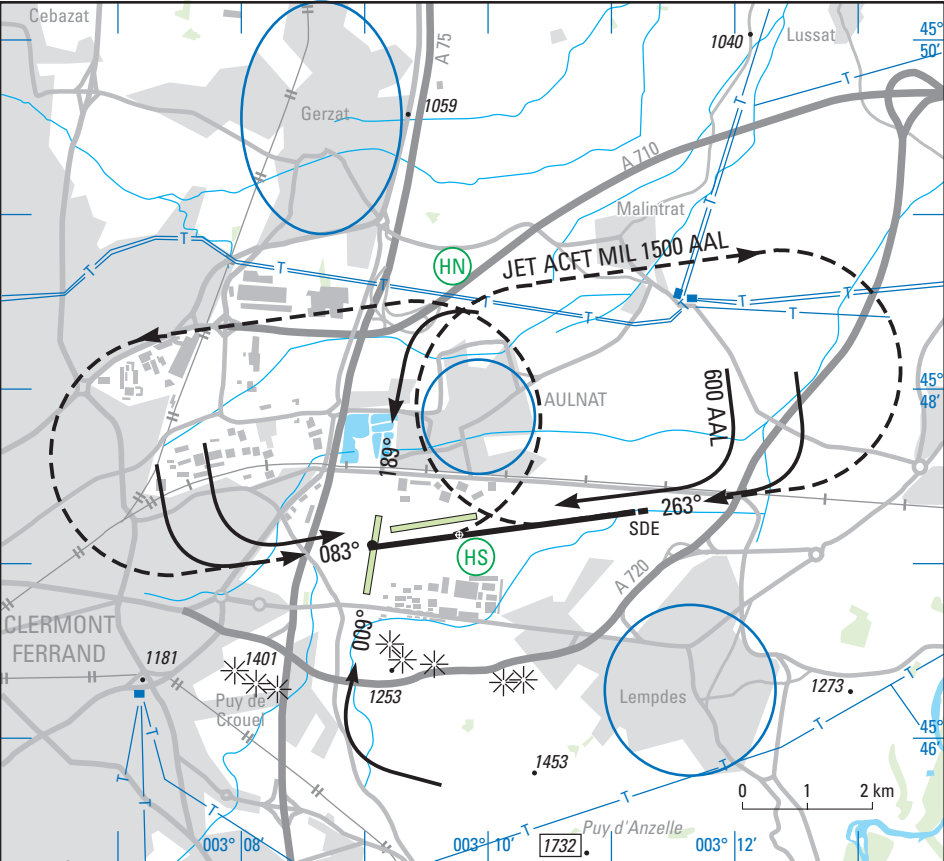 Cebazat
A 75
1040
Lussat
45°
50'
Gerzat
1059
A 710
Malintrat
HN
JET ACFT MIL 1500 AAL
T
T
T
T
T
T
T
T
T
T
T
600 AAL
AULNAT
45°
48'
189°
263°
SDE
083°
HS
A 720
CLERMONT
FERRAND
009°
1181
1401
1253
Puy de
Crouel
Lempdes
1273
45°
46'
1453
T
T
T
T
T
T
T
0 1 2 km
003° 08'
003° 10'
003° 12'
Puy d'Anzelle
1732